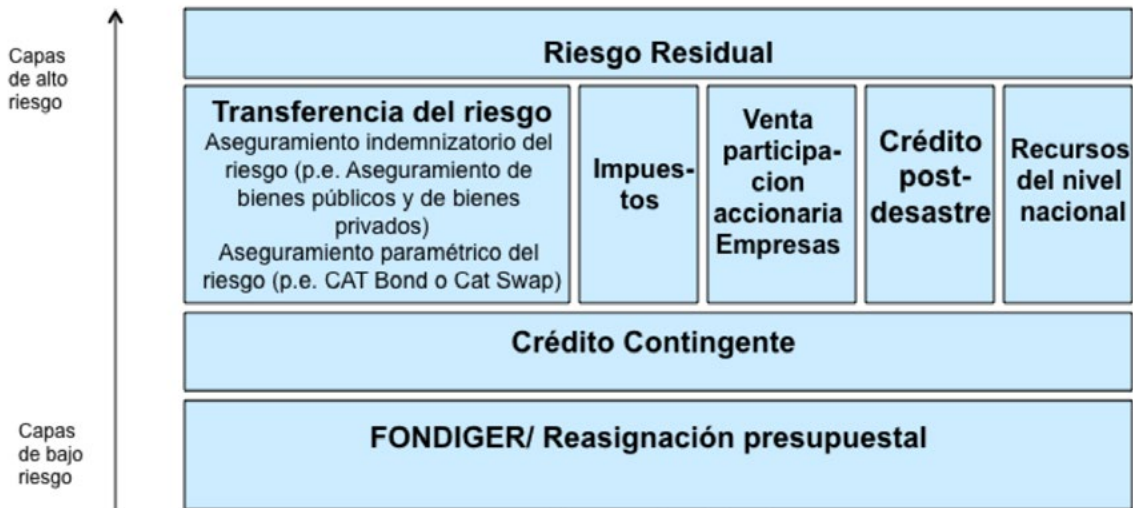 Capas
de alto
riesgo
Riesgo Residual
Transferencia del riesgo
Aseguramiento indemnizatorio del
riesgo (p.e. Aseguramiento de
bienes públicos y de bienes
privados)
Aseguramiento paramétrico del
riesgo (p.e. CAT Bond o Cat Swap)
Impues-
tos
Venta
participa-
cion
accionaria
Empresas
Crédito
post-
desastre
Recursos
del nivel
nacional
Crédito Contingente
Capas
de bajo
riesgo
FONDIGER/ Reasignación presupuestal